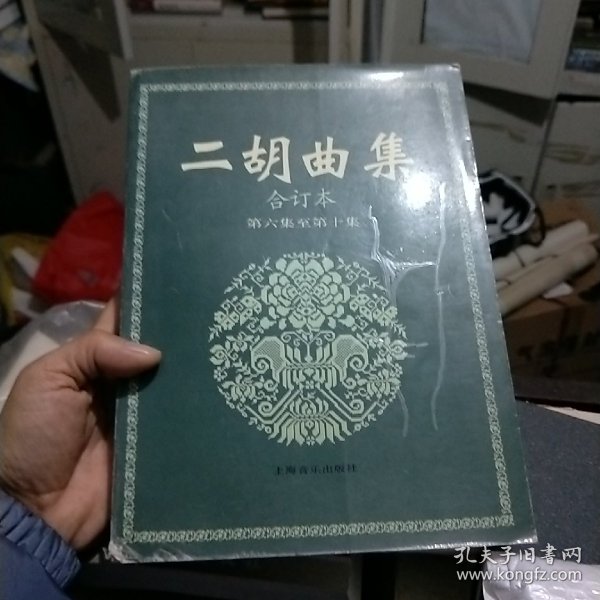 二胡曲集
合订本
第六集至第十集
上海音乐出版社
孔夫子旧书网
www.kongfz.com